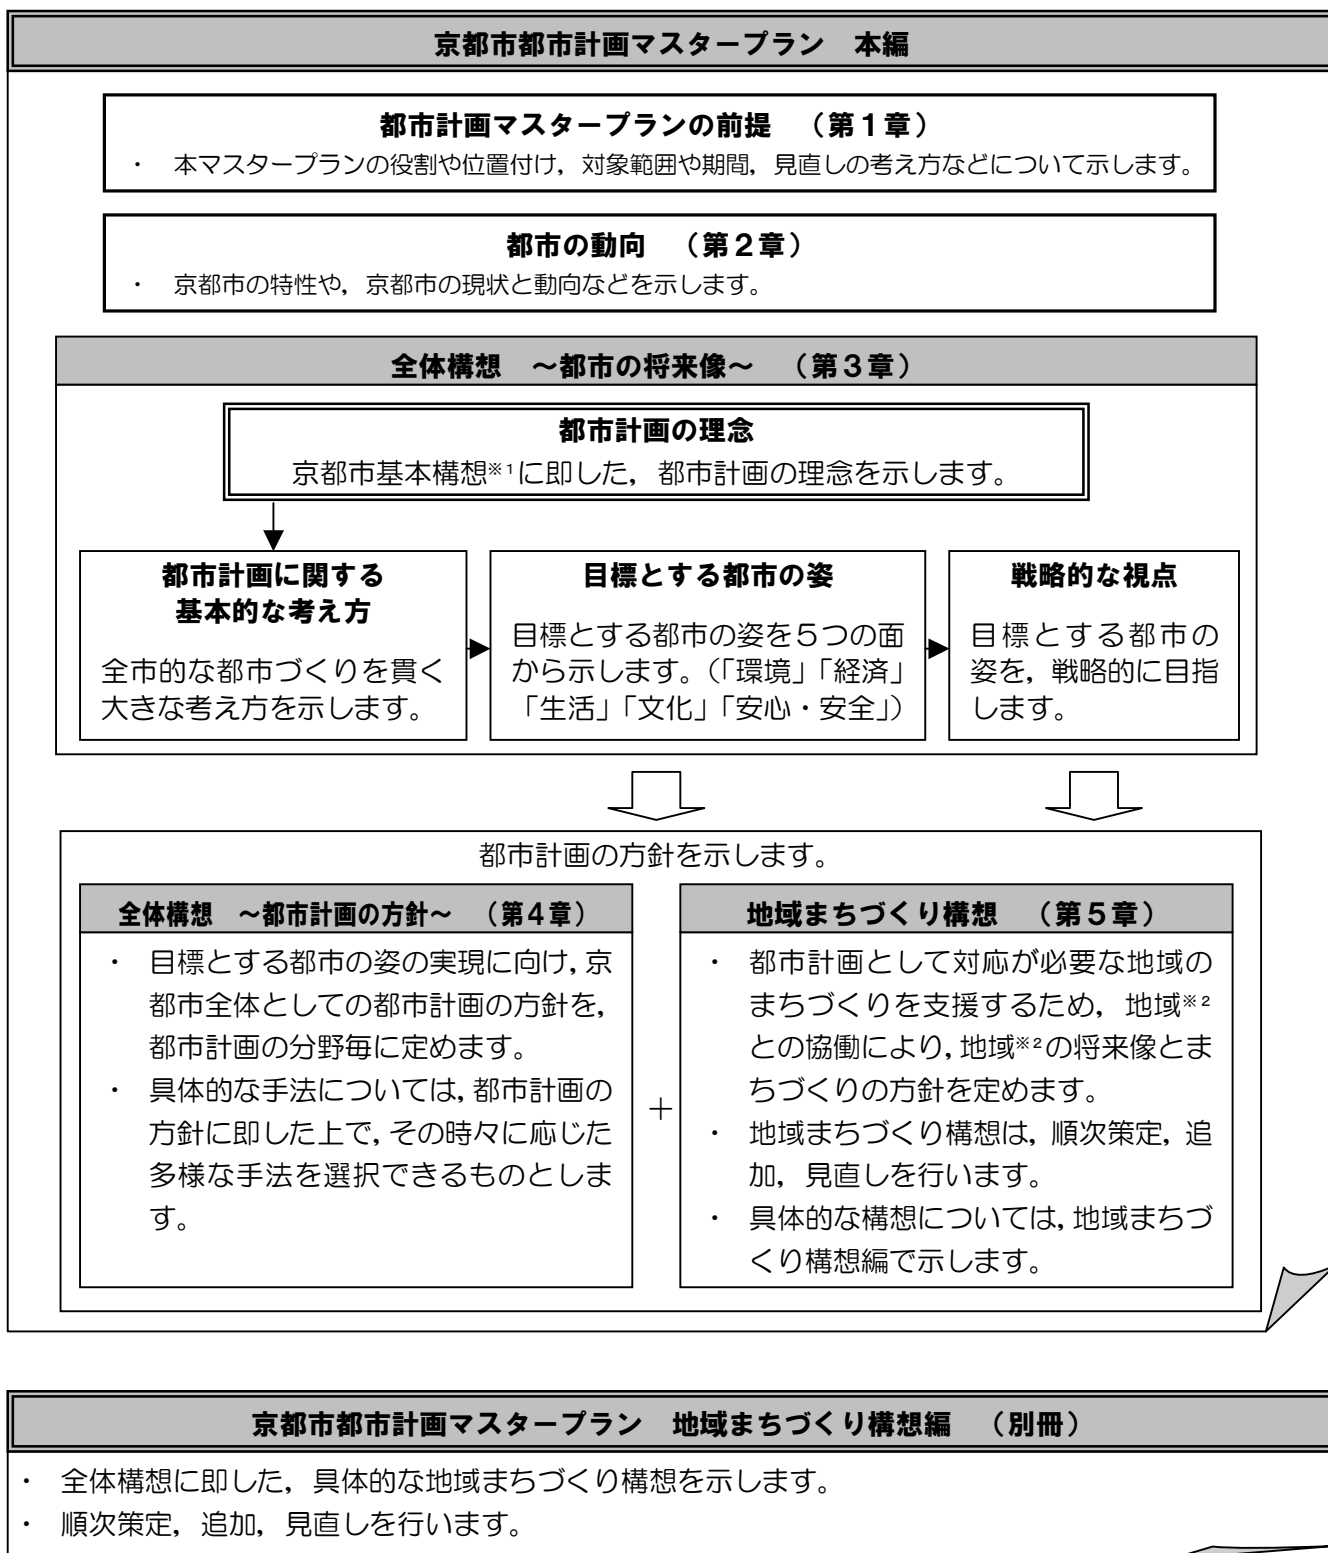 京都市都市計画マスタープラン　本編
都市計画マスタープランの前提　（第１章）
・　本マスタープランの役割や位置付け，対象範囲や期間，見直しの考え方などについて示します。
都市の動向　（第２章）
・　京都市の特性や，京都市の現状と動向などを示します。
全体構想　～都市の将来像～　（第３章）
都市計画の理念
京都市基本構想※1に即した，都市計画の理念を示します。
都市計画に関する
基本的な考え方
全市的な都市づくりを貫く
大きな考え方を示します。
目標とする都市の姿
目標とする都市の姿を５つの面
から示します。（「環境」「経済」
「生活」「文化」「安心・安全」）
戦略的な視点
目標とする都市の
姿を，戦略的に目指
します。
都市計画の方針を示します。
全体構想　～都市計画の方針～　（第４章）
・　目標とする都市の姿の実現に向け，京
都市全体としての都市計画の方針を，
都市計画の分野毎に定めます。
・　具体的な手法については，都市計画の
方針に即した上で，その時々に応じた
多様な手法を選択できるものとしま
す。
＋
地域まちづくり構想　（第５章）
・　都市計画として対応が必要な地域の
まちづくりを支援するため，地域※2
との協働により，地域※2の将来像とま
ちづくりの方針を定めます。
・　地域まちづくり構想は，順次策定，追
加，見直しを行います。
・　具体的な構想については，地域まちづ
くり構想編で示します。
京都市都市計画マスタープラン　地域まちづくり構想編　（別冊）
・　全体構想に即した，具体的な地域まちづくり構想を示します。
・　順次策定，追加，見直しを行います。